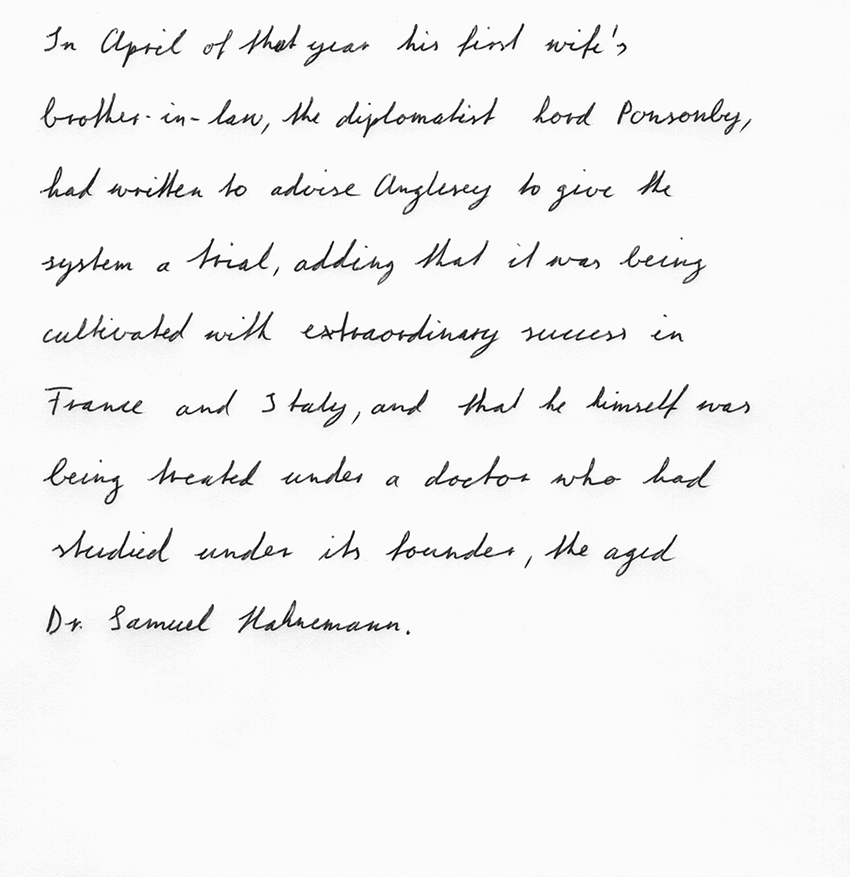 In April of that year his first wife's
brother-in-law, the diplomatist Lord Ponsonby,
had written to advise Anglesey to give the
system a trial, adding that it was being
cultivated with extraordinary success in
France and Italy, and that he himself was
being treated under a doctor who had
studied under its founder, the aged
Dr. Samuel Hahnemann.